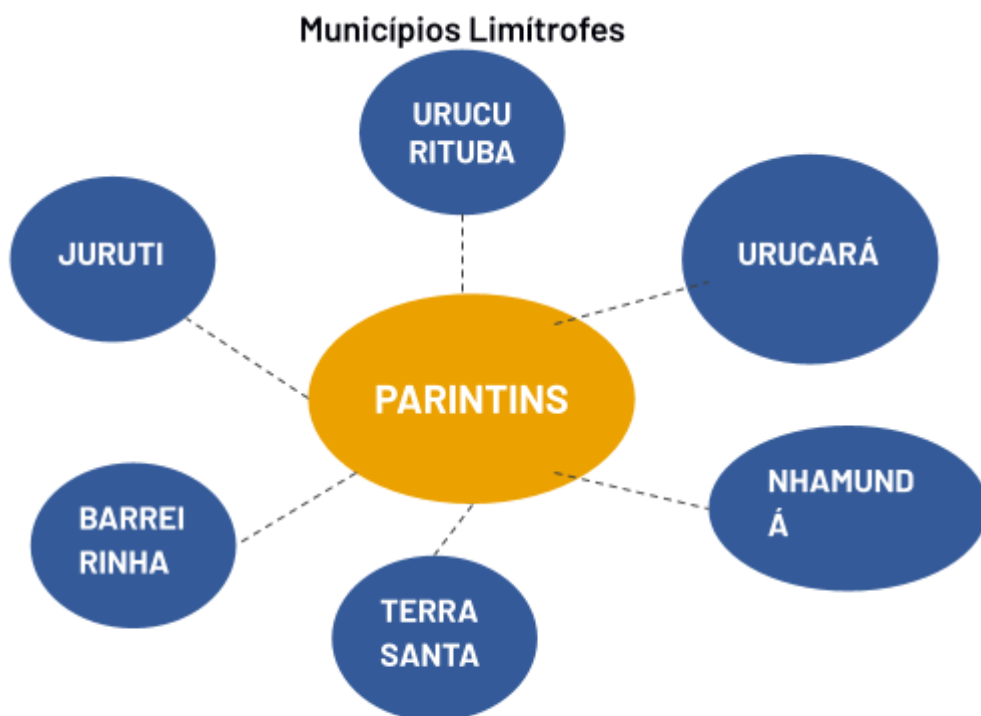 Municípios Limítrofes
URUCU
RITUBA
JURUTI
URUCARÁ
PARINTINS
NHAMUND
Á
BARREI
RINHA
TERRA
SANTA